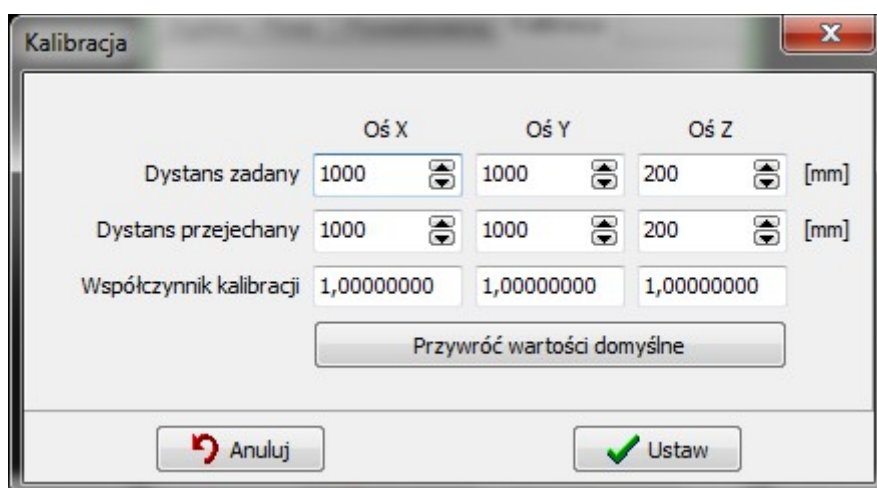 Kalibracja
Oś X Oś Y Oś Z
Dystans zadany 1000 1000 200 [mm]
Dystans przejechany 1000 1000 200 [mm]
Współczynnik kalibracji 1,00000000 1,00000000 1,00000000
Przywróć wartości domyślne
Anuluj Ustaw